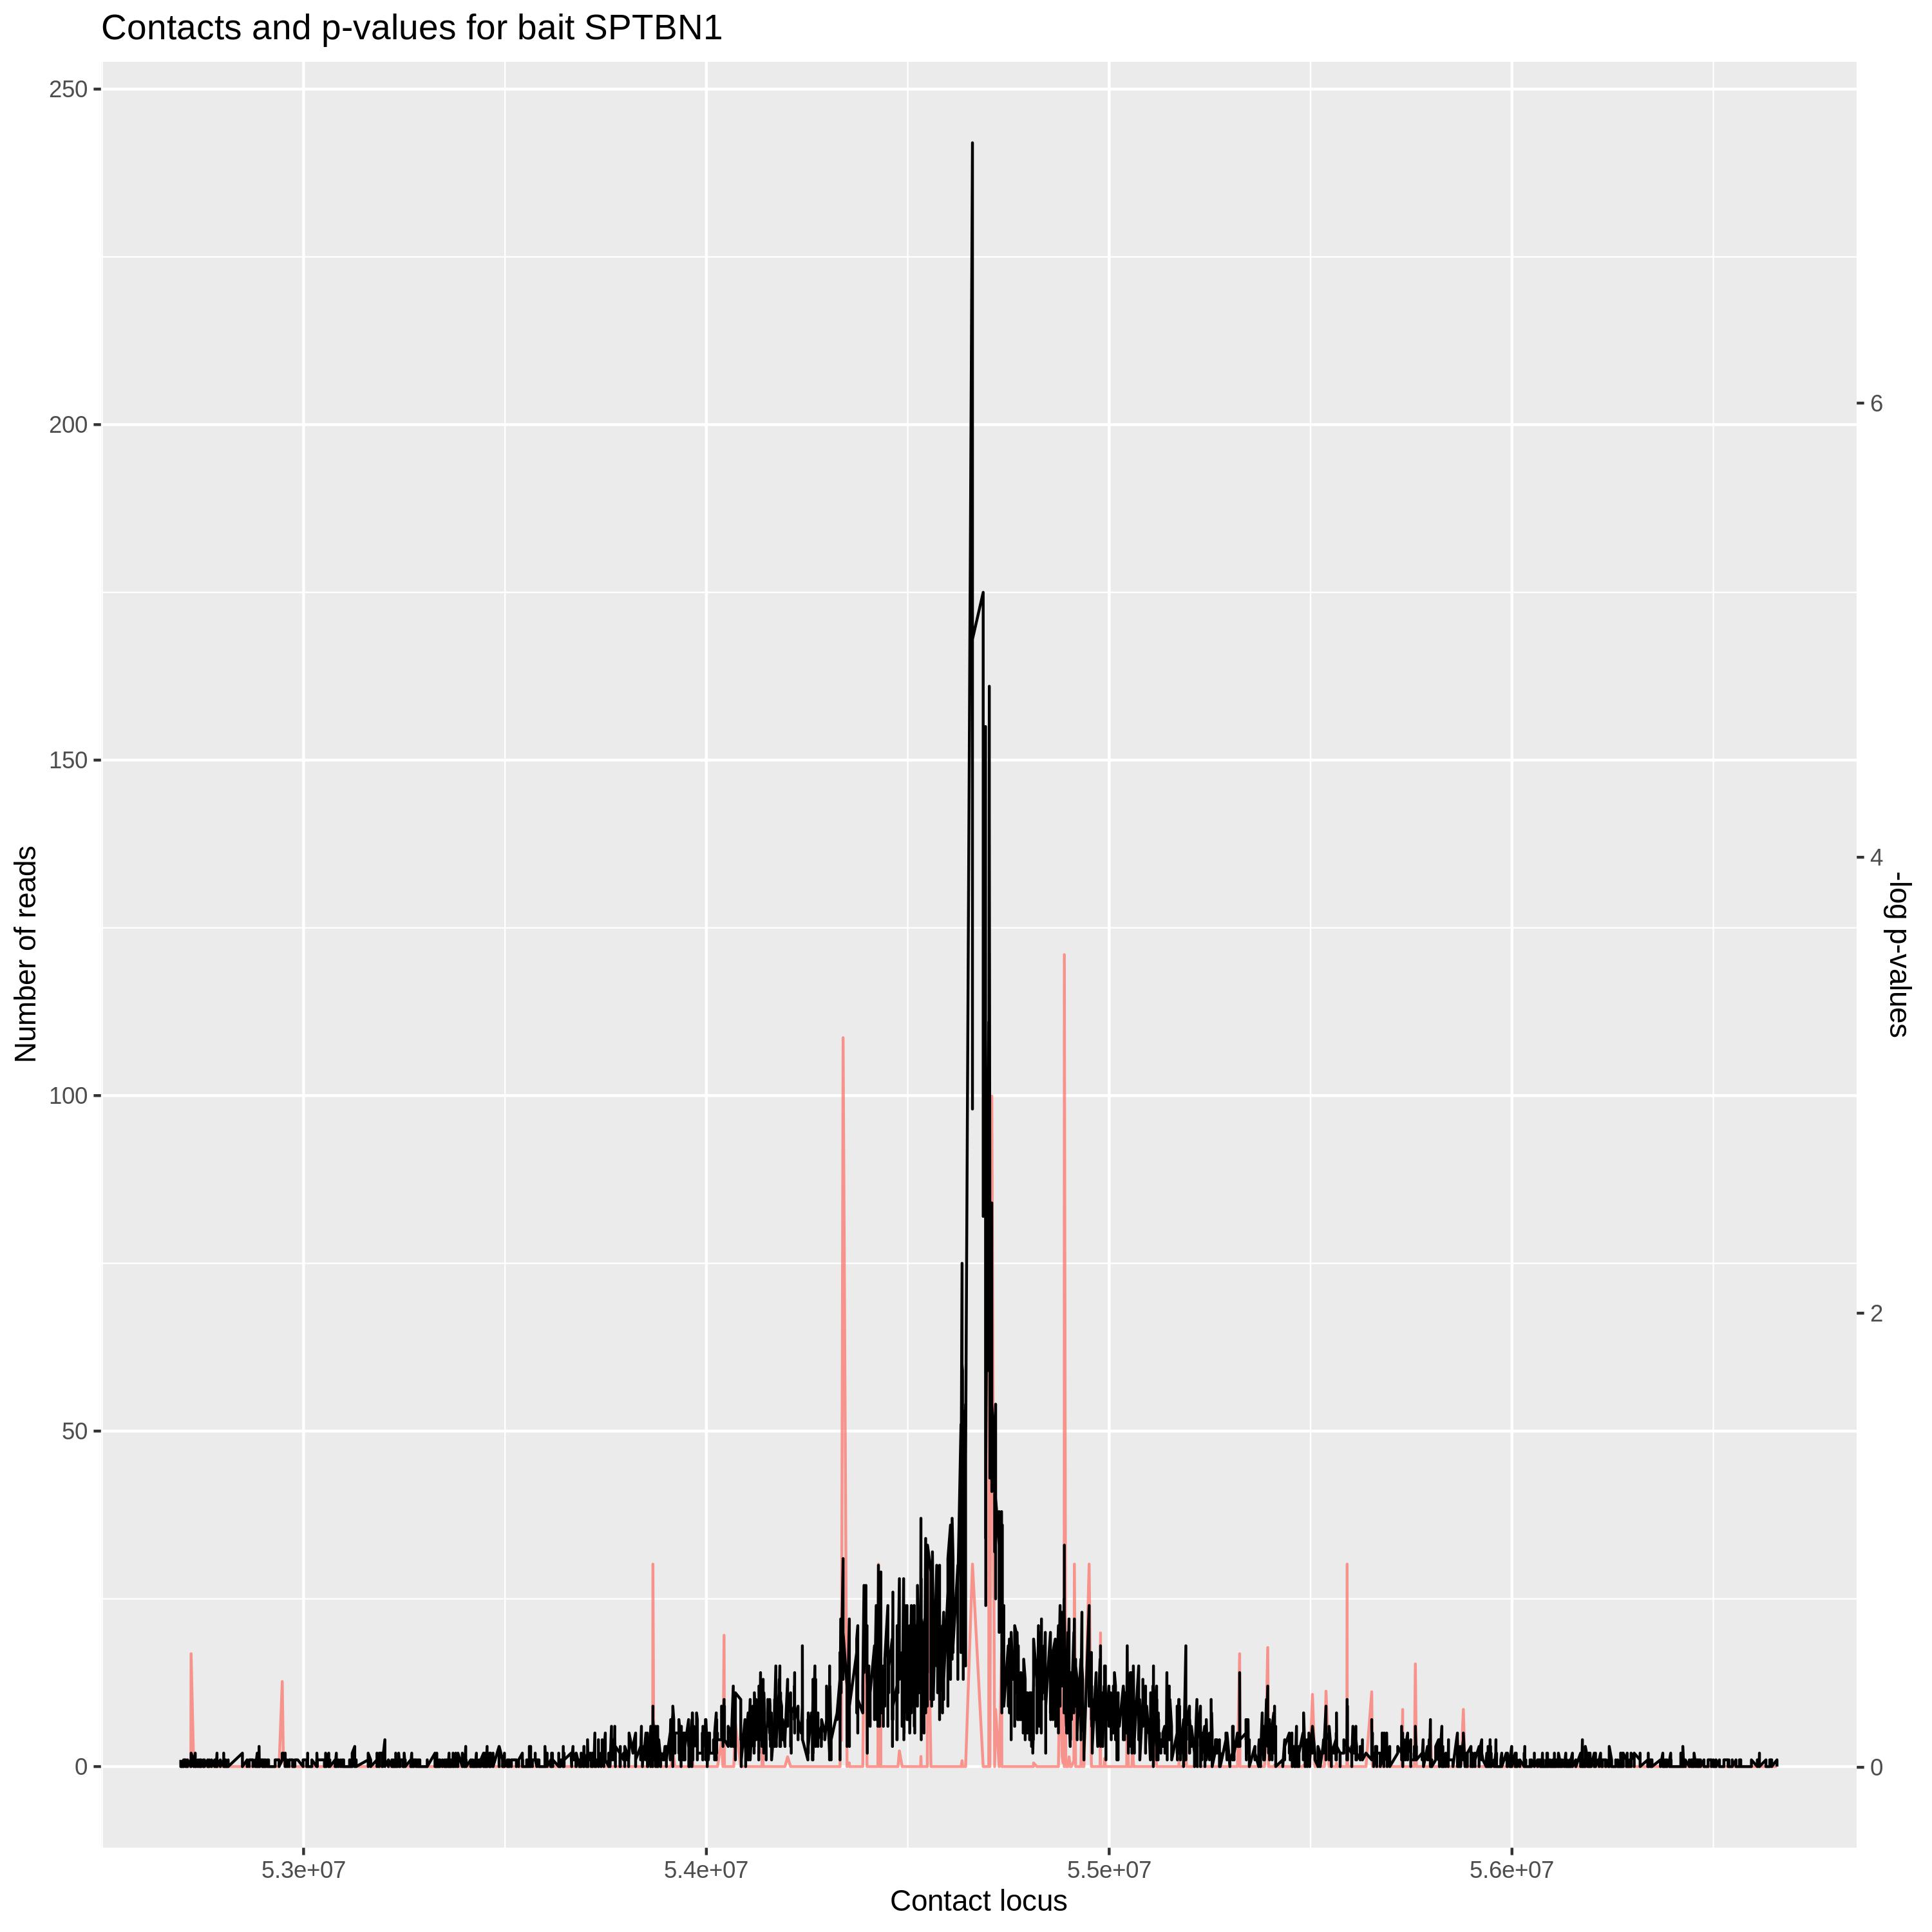 Contacts and p-values for bait SPTBN1
250
200
150
100
50
0
Number of reads
6
4
2
0
-log p-values
5.3e+07
5.4e+07
5.5e+07
5.6e+07
Contact locus